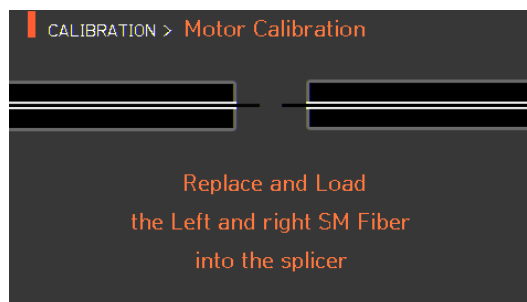 CALIBRATION > Motor Calibration
Replace and Load
the Left and right SM Fiber
into the splicer